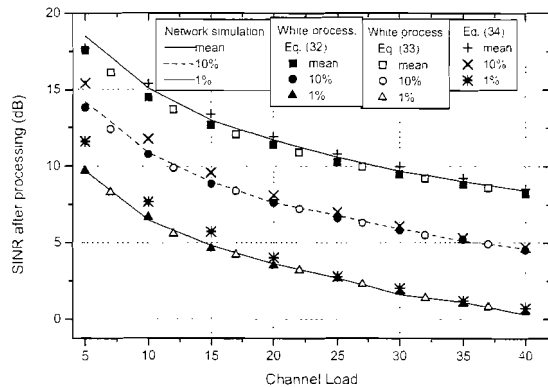 Network simulation
mean
10%
1%
White process.
Eq. (32)
mean
10%
1%
White process.
Eq (33)
mean
10%
1%
Eq. (34)
mean
10%
1%
SINR after processing (dB)
20
15
10
5
0
5 10 15 20 25 30 35 40
Channel Load